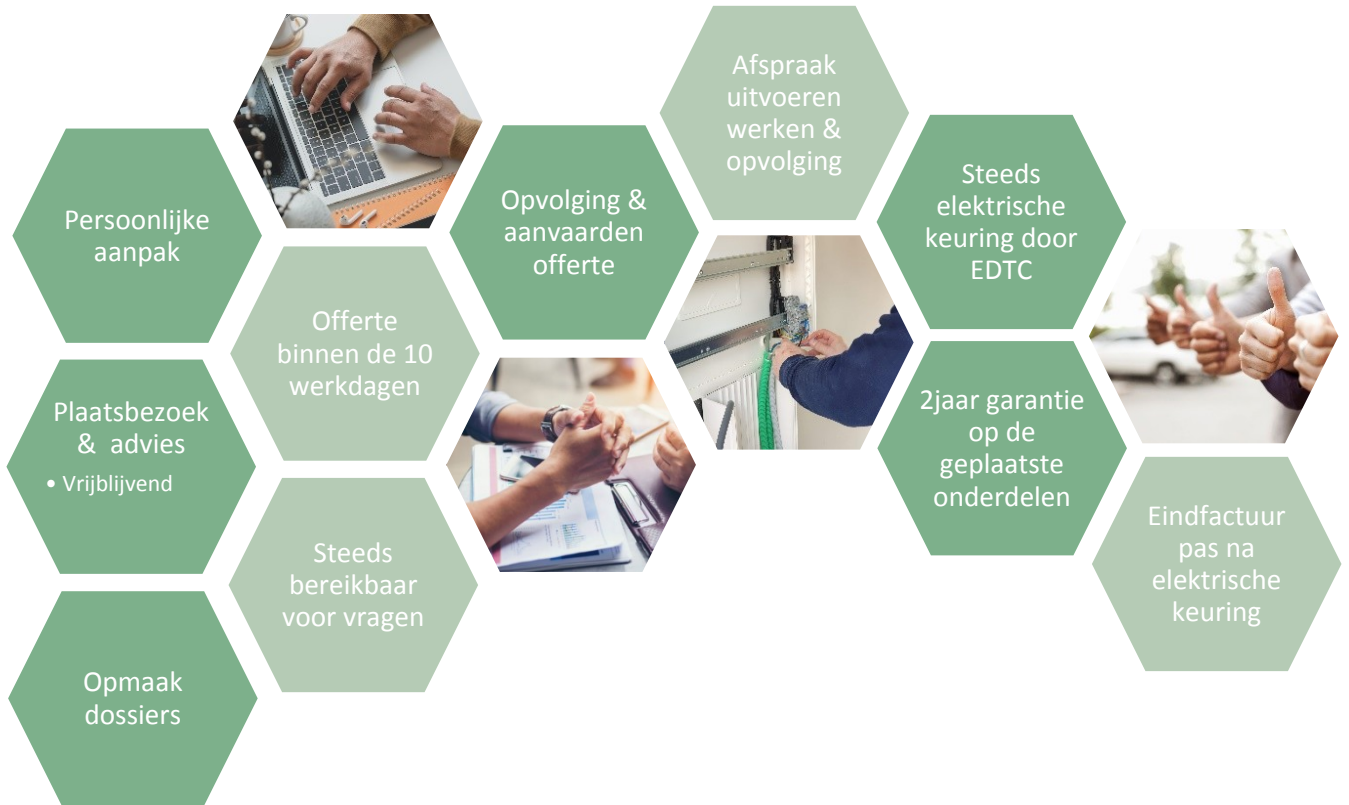 Persoonlijke
aanpak
Plaatsbezoek
& advies
• Vrijblijvend
Opmaak
dossiers
Offerte
binnen de 10
werkdagen
Steeds
bereikbaar
voor vragen
Opvolging &
aanvaarden
offerte
Afspraak
uitvoeren
werken &
opvolging
Steeds
elektrische
keuring door
EDTC
2jaar garantie
op de
geplaatste
onderdelen
Eindfactuur
pas na
elektrische
keuring